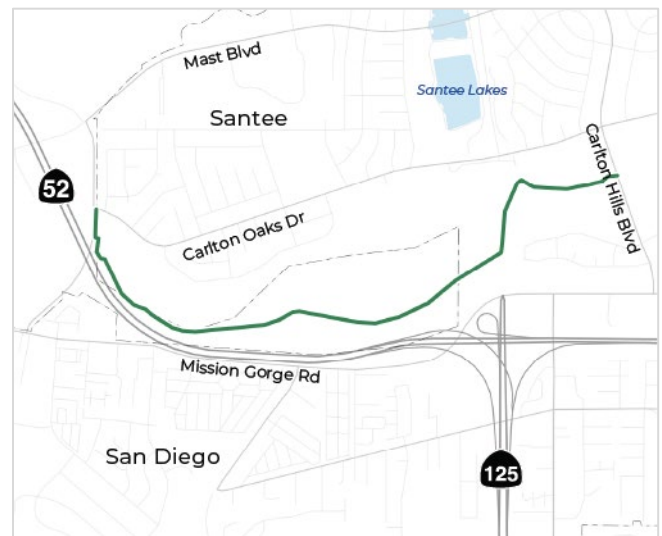 Mast Blvd
Santee Lakes
Santee
Carlton Hills Blvd
52
Carlton Oaks Dr
Mission Gorge Rd
San Diego
125